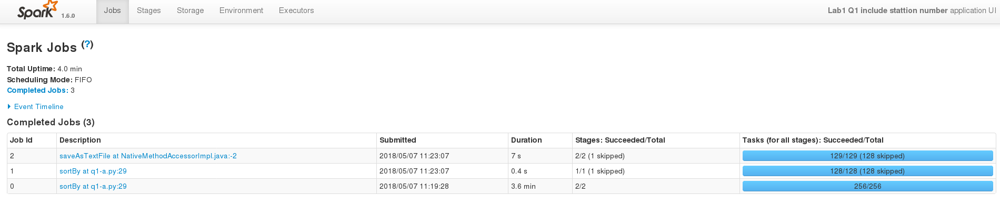 Spark 1.6.0 Jobs Stages Storage Environment Executors Lab1 Q1 include stattion number application UI
Spark Jobs (?)
Total Uptime: 4.0 min
Scheduling Mode: FIFO
Completed Jobs: 3
Event Timeline
Completed Jobs (3)
Job Id Description Submitted Duration Stages: Succeeded/Total Tasks (for all stages): Succeeded/Total
2 saveAsTextFile at NativeMethodAccessorImpl.java:-2 2018/05/07 11:23:07 7 s 2/2 (1 skipped) 129/129 (128 skipped)
1 sortBy at q1-a.py:29 2018/05/07 11:23:07 0.4 s 1/1 (1 skipped) 128/128 (128 skipped)
0 sortBy at q1-a.py:29 2018/05/07 11:19:28 3.6 min 2/2 256/256